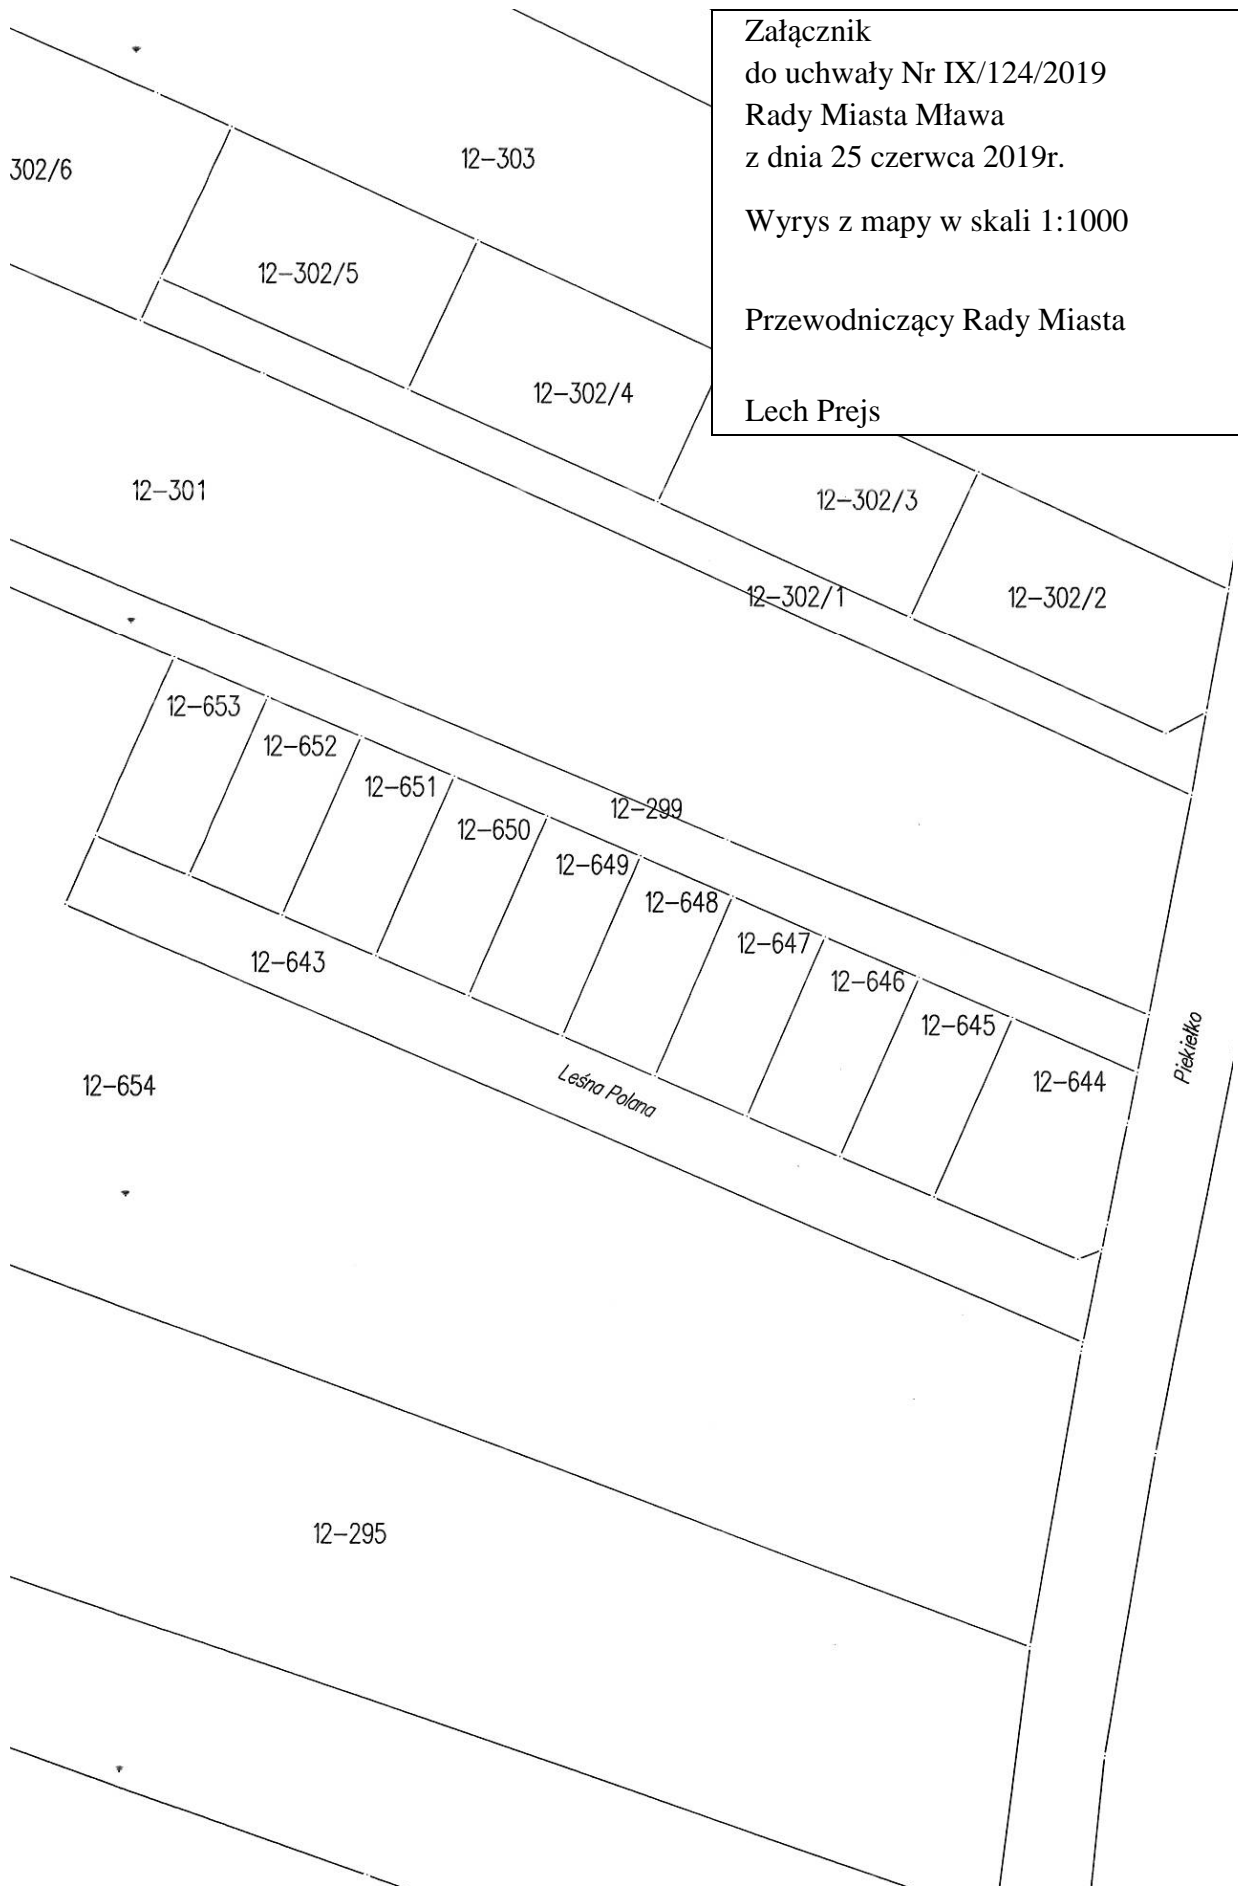 Załącznik
do uchwały Nr IX/124/2019
Rady Miasta Mława
z dnia 25 czerwca 2019r.
Wyrys z mapy w skali 1:1000
Przewodniczący Rady Miasta
Lech Prejs
302/6
12-303
12-302/5
12-302/4
12-301
12-302/3
12-302/1
12-302/2
12-653
12-652
12-651
12-650
12-299
12-649
12-648
12-647
12-646
12-645
12-644
12-643
Piekiełko
Leśna Polana
12-654
12-295